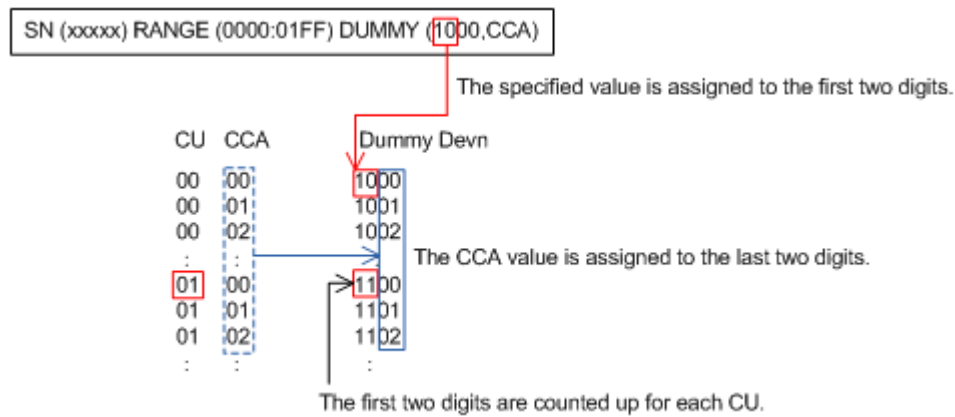 SN (xxxxx) RANGE (0000:01FF) DUMMY (1000,CCA)
The specified value is assigned to the first two digits.
CU CCA Dummy Devn
00 00 1000
00 01 1001
00 02 1002
: : :
The CCA value is assigned to the last two digits.
01 00 1100
01 01 1101
01 02 1102
: : :
The first two digits are counted up for each CU.